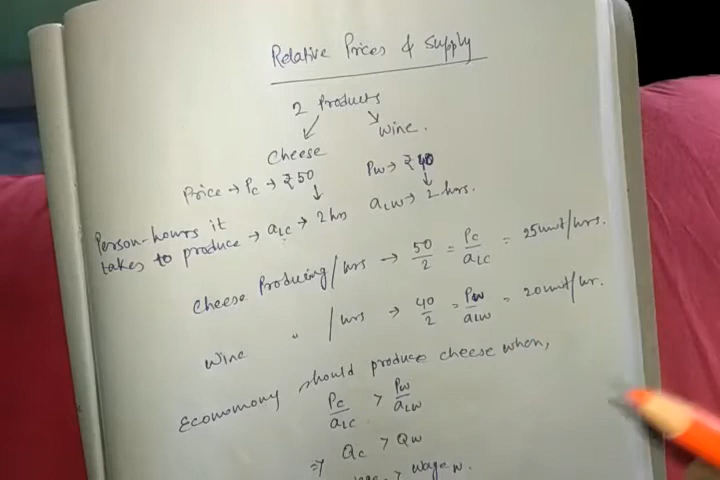 Relative Prices & Supply
2 Products
Cheese Wine.
Price → Pc → ₹50 Pw → ₹40
Person-hours it
takes to produce → aLC → 2 hrs aLW → 2 hrs.
Cheese Producing/hrs → 50/2 = Pc/aLC = 25 unit/hrs.
Wine " /hrs → 40/2 = Pw/aLW = 20 unit/hr.
Economony should produce cheese when,
Pc/aLC > Pw/aLW
⇒ Qc > Qw
> wage w.